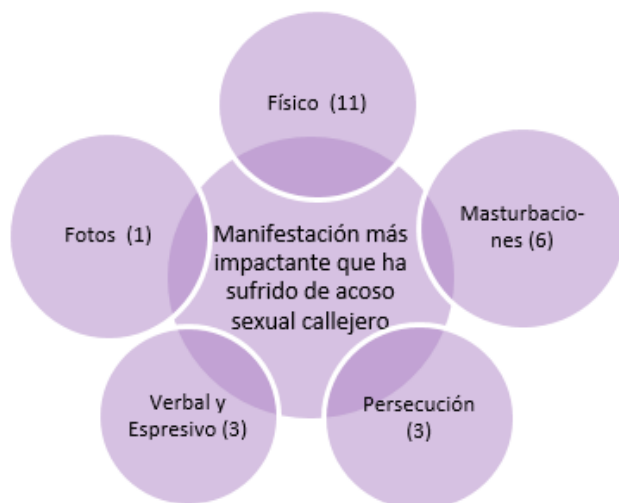 Físico (11)
Masturbacio-
nes (6)
Fotos (1)
Manifestación más
impactante que ha
sufrido de acoso
sexual callejero
Verbal y
Espresivo (3)
Persecución
(3)